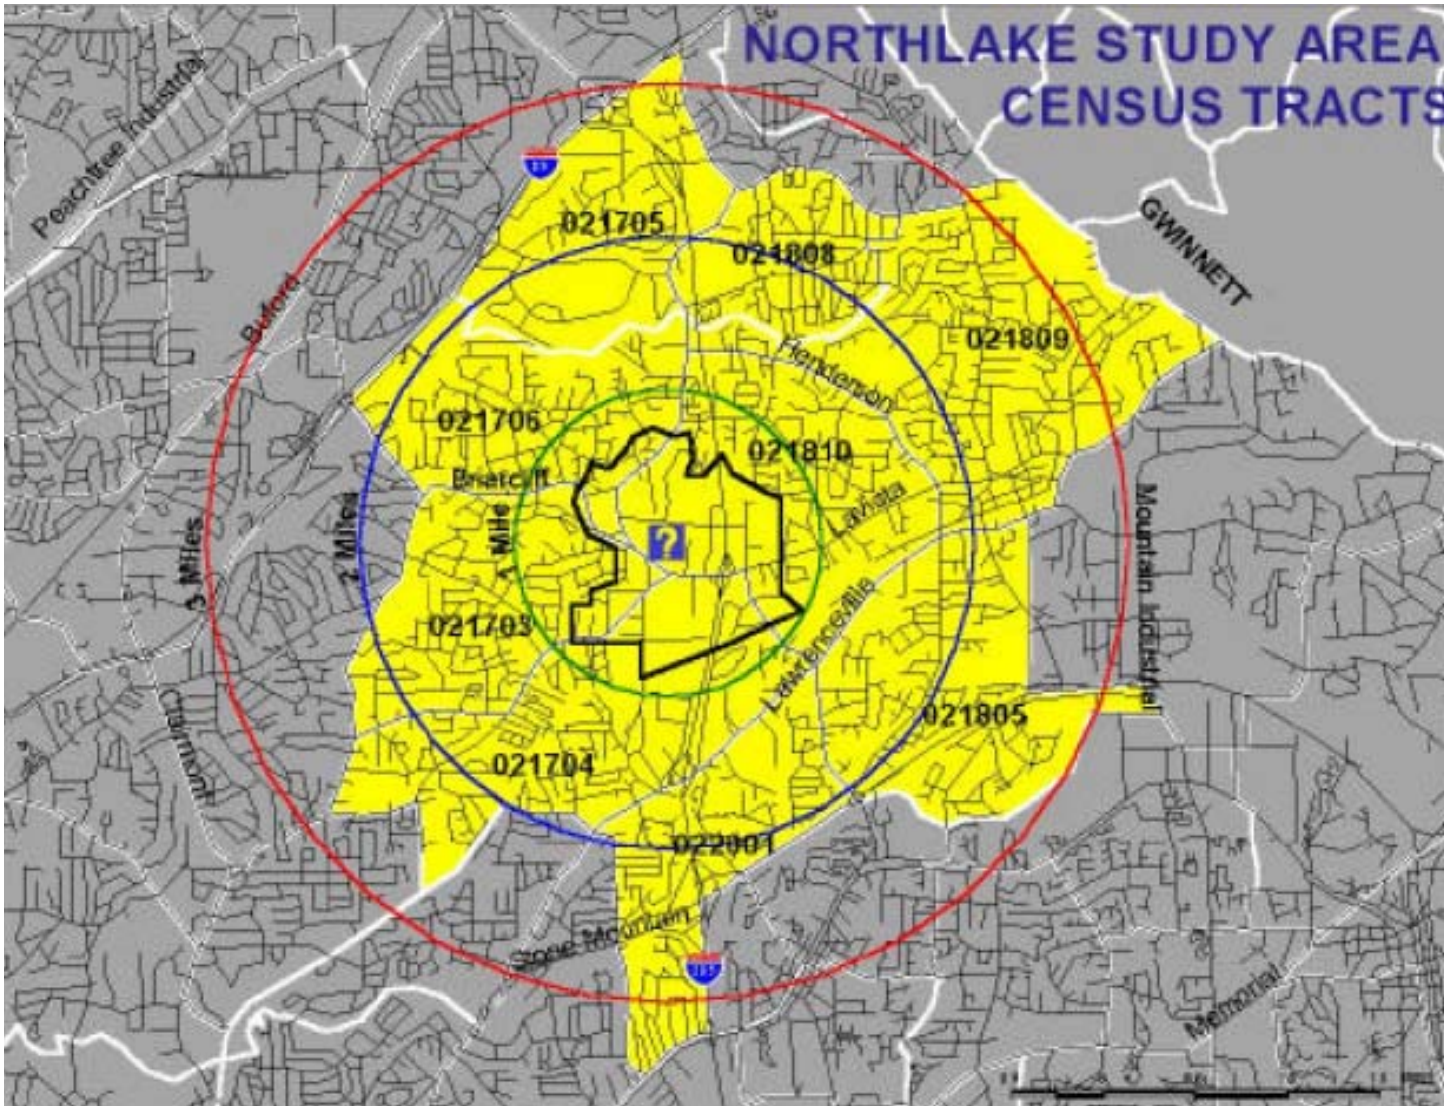 NORTHLAKE STUDY AREA
CENSUS TRACTS
Peachtree Industrial
GWINNETT
021705
021808
Buford
021809
Henderson
021706
021810
Briarcliff
Lavista
Mountain Industrial
3 Miles
2 Miles
1 Mile
?
021703
Lawrenceville
021805
021704
022001
Stone Mountain
Memorial